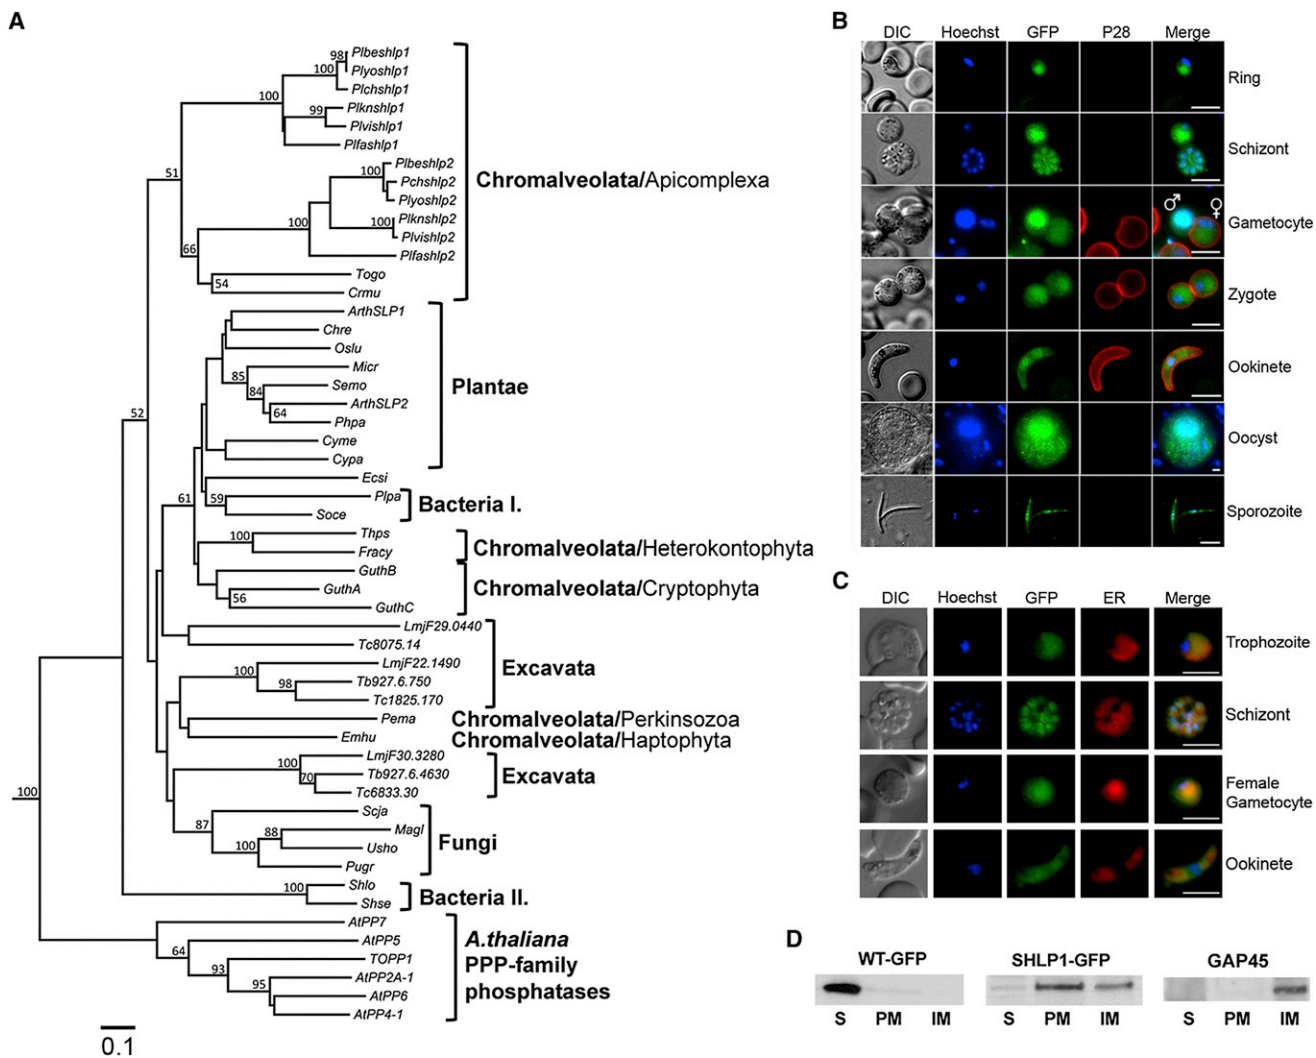 A
98
Plbeshlp1
100
Plyoshlp1
Plchshlp1
100
Plknshlp1
99
Plvishlp1
Plfashlp1
Plbeshlp2
100
Pchshlp2
Plyoshlp2
Plknshlp2
100
100
Plvishlp2
Plfashlp2
51
66
Togo
54
Crmu
Chromalveolata/Apicomplexa
ArthSLP1
Chre
Oslu
Micr
85
Semo
84
ArthSLP2
64
Phpa
Cyme
Cypa
Plantae
52
Ecsi
61
59
Plpa
Soce
Bacteria I.
Thps
100
Fracy
Chromalveolata/Heterokontophyta
GuthB
GuthA
56
GuthC
Chromalveolata/Cryptophyta
LmjF29.0440
Tc8075.14
LmjF22.1490
100
Tb927.6.750
98
Tc1825.170
Excavata
Pema
Chromalveolata/Perkinsozoa
Emhu
Chromalveolata/Haptophyta
LmjF30.3280
100
Tb927.6.4630
70
Tc6833.30
Excavata
100
Scja
87
Magl
88
Usho
100
Pugr
Fungi
Shlo
100
Shse
Bacteria II.
AtPP7
AtPP5
64
TOPP1
93
AtPP2A-1
95
AtPP6
AtPP4-1
A.thaliana
PPP-family
phosphatases
0.1
B
DIC Hoechst GFP P28 Merge
Ring
Schizont
♂ ♀
Gametocyte
Zygote
Ookinete
Oocyst
Sporozoite
C
DIC Hoechst GFP ER Merge
Trophozoite
Schizont
Female
Gametocyte
Ookinete
D
WT-GFP SHLP1-GFP GAP45
S PM IM S PM IM S PM IM